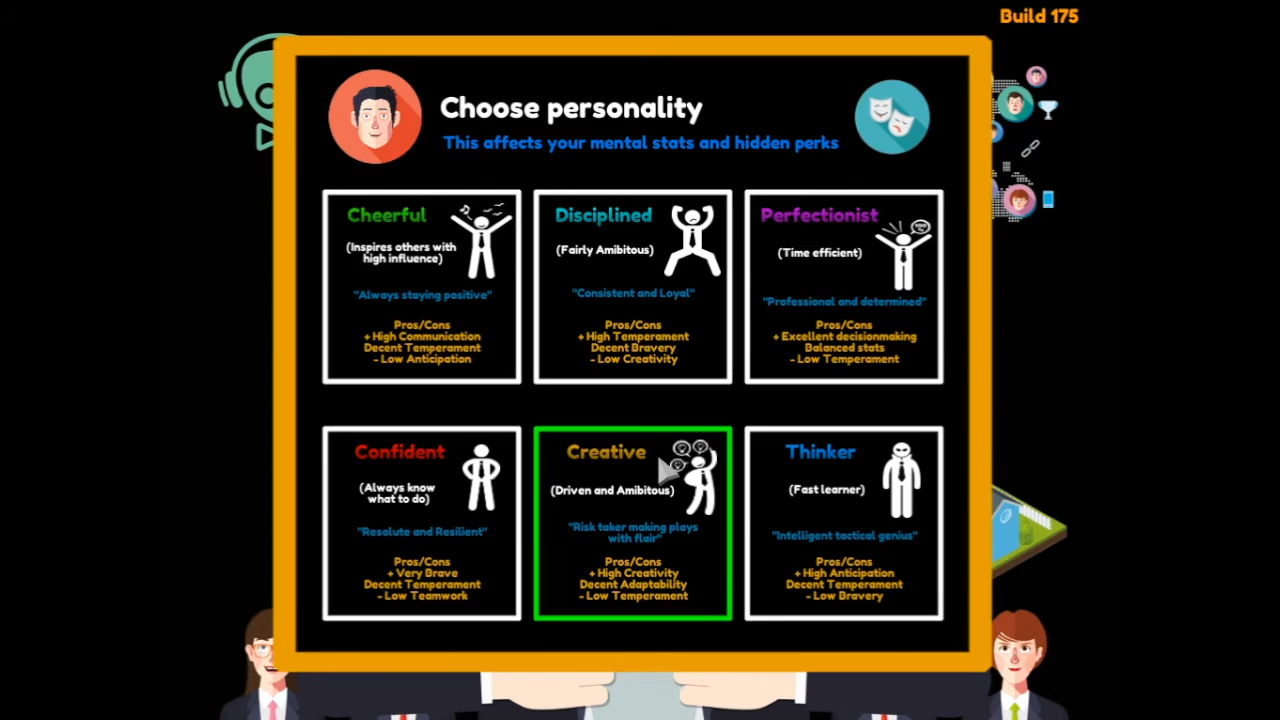 Build 175
Choose personality
This affects your mental stats and hidden perks
Cheerful
(Inspires others with
high influence)
"Always staying positive"
Pros/Cons
+ High Communication
Decent Temperament
- Low Anticipation
Disciplined
(Fairly Amibitous)
"Consistent and Loyal"
Pros/Cons
+ High Temperament
Decent Bravery
- Low Creativity
Perfectionist
(Time efficient)
"Professional and determined"
Pros/Cons
+ Excellent decisionmaking
Balanced stats
- Low Temperament
Confident
(Always know
what to do)
"Resolute and Resilient"
Pros/Cons
+ Very Brave
Decent Temperament
- Low Teamwork
Creative
(Driven and Amibitous)
"Risk taker making plays
with flair"
Pros/Cons
+ High Creativity
Decent Adaptability
- Low Temperament
Thinker
(Fast learner)
"Intelligent tactical genius"
Pros/Cons
+ High Anticipation
Decent Temperament
- Low Bravery